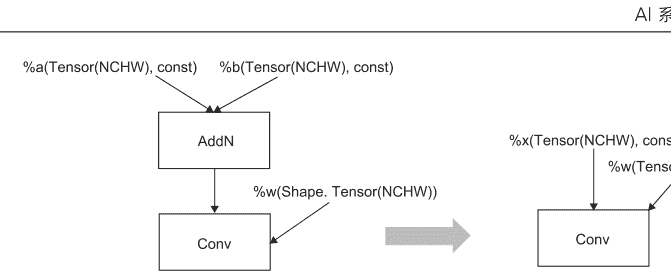 AI 系
%a(Tensor(NCHW), const) %b(Tensor(NCHW), const)
AddN
%x(Tensor(NCHW), cons
%w(Tenso
%w(Shape. Tensor(NCHW))
Conv
Conv